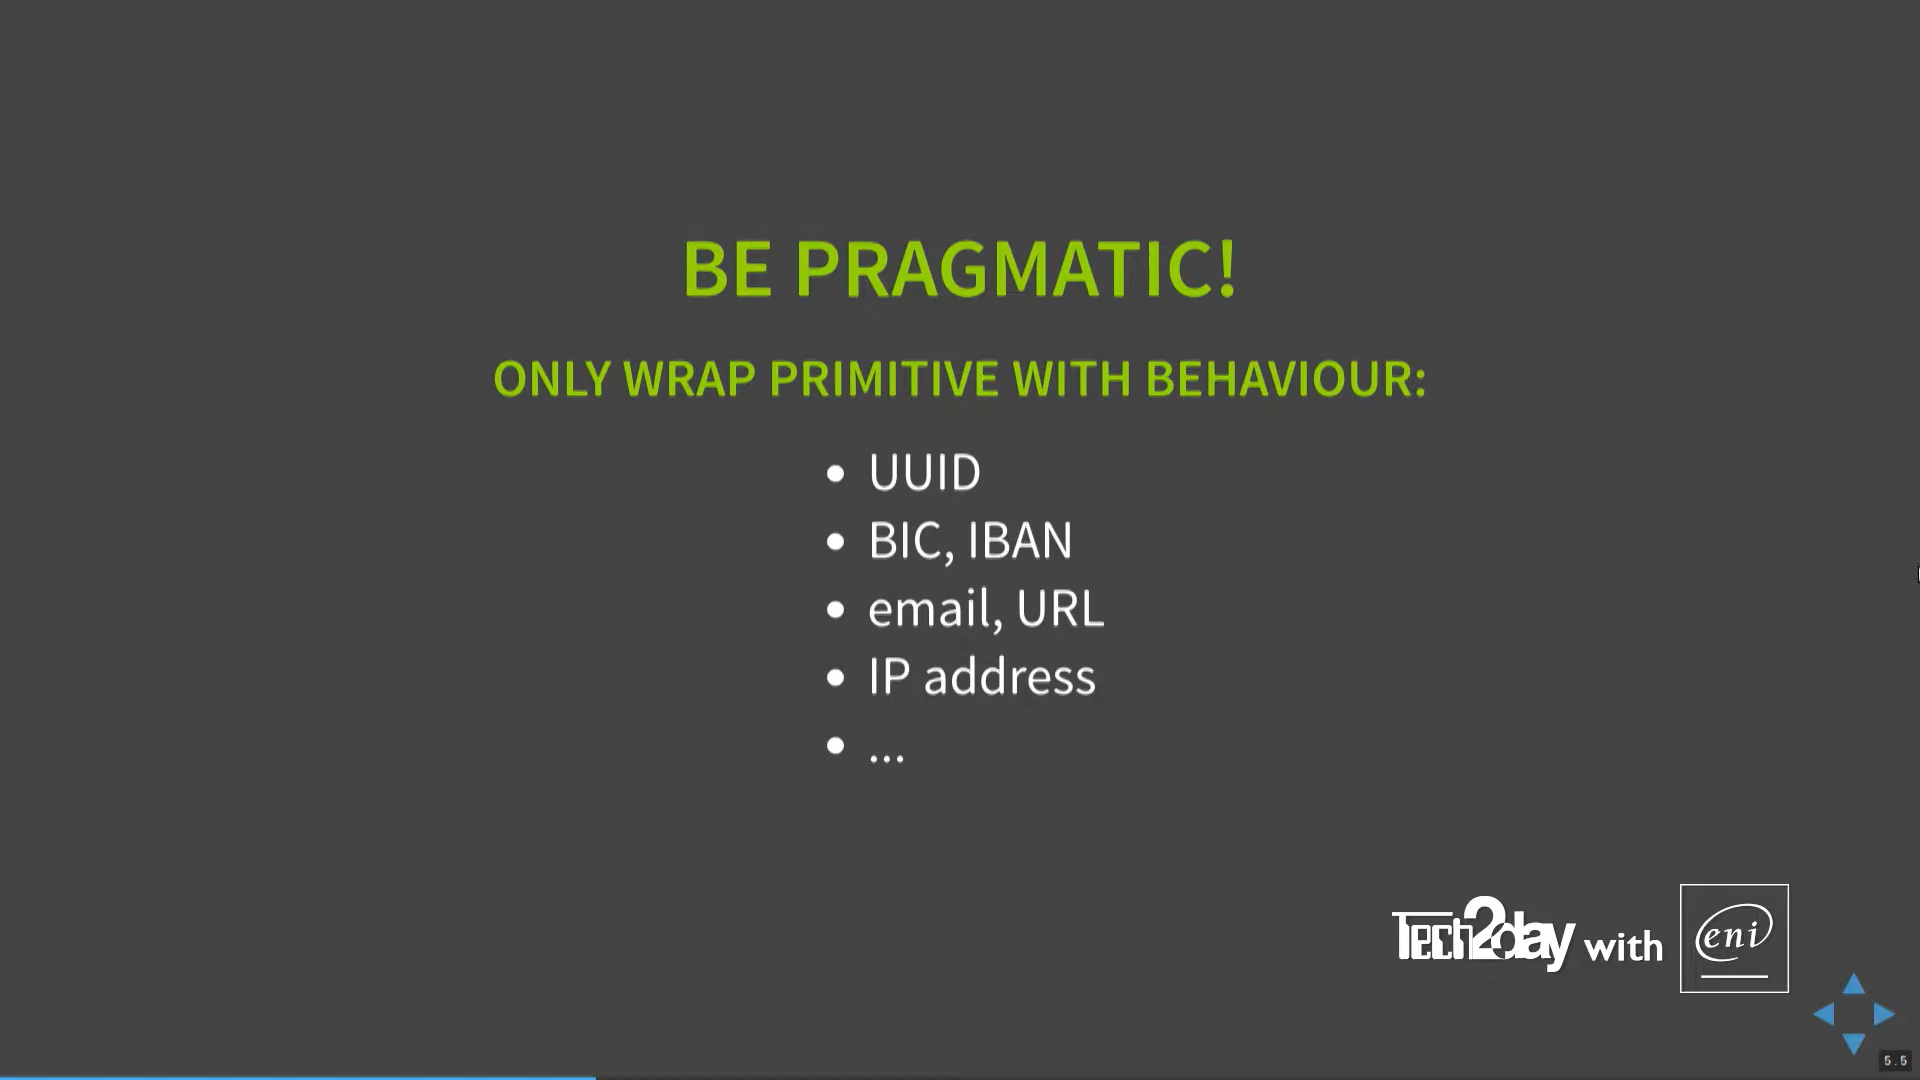 BE PRAGMATIC!
ONLY WRAP PRIMITIVE WITH BEHAVIOUR:
UUID
BIC, IBAN
email, URL
IP address
...
Tech2day with eni
5.5